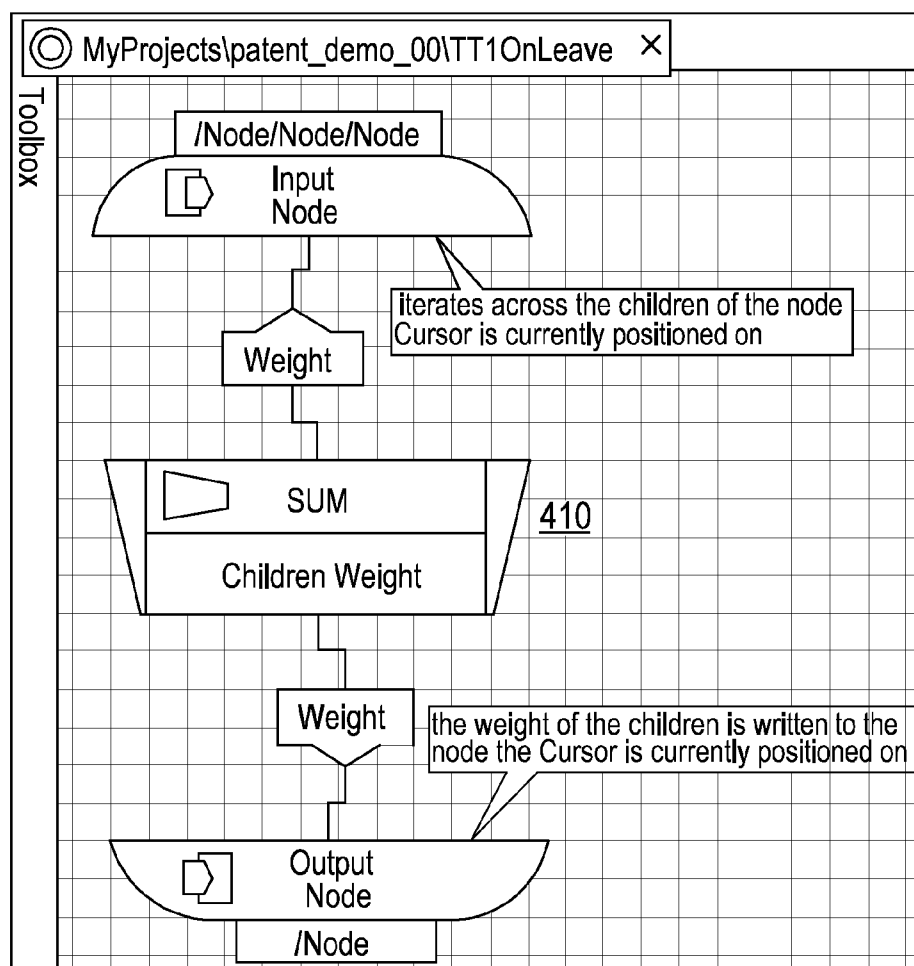 MyProjects\patent_demo_00\TT1OnLeave ×
Toolbox
/Node/Node/Node
Input
Node
iterates across the children of the node
Cursor is currently positioned on
Weight
SUM
410
Children Weight
Weight
the weight of the children is written to the
node the Cursor is currently positioned on
Output
Node
/Node